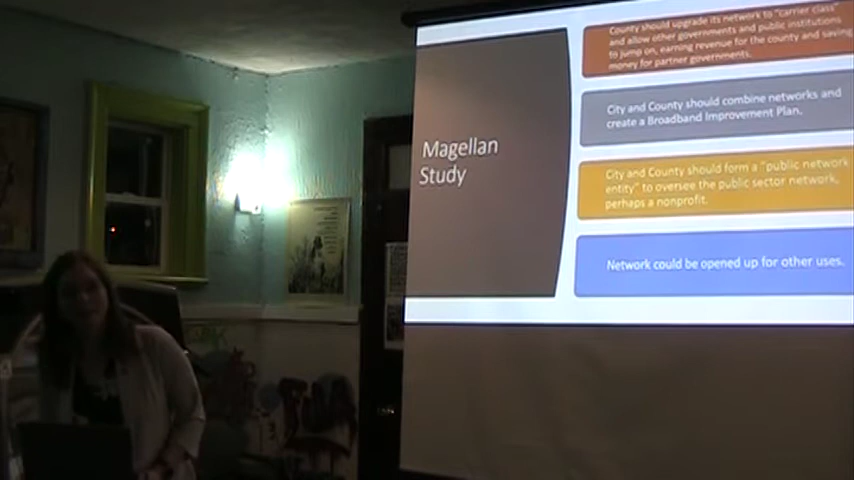 Magellan
Study
County should upgrade its network to "carrier class"
and allow other governments and public institutions
to jump on, earning revenue for the county and saving
money for partner governments.
City and County should combine networks and
create a Broadband Improvement Plan.
City and County should form a "public network
entity" to oversee the public sector network,
perhaps a nonprofit.
Network could be opened up for other uses.